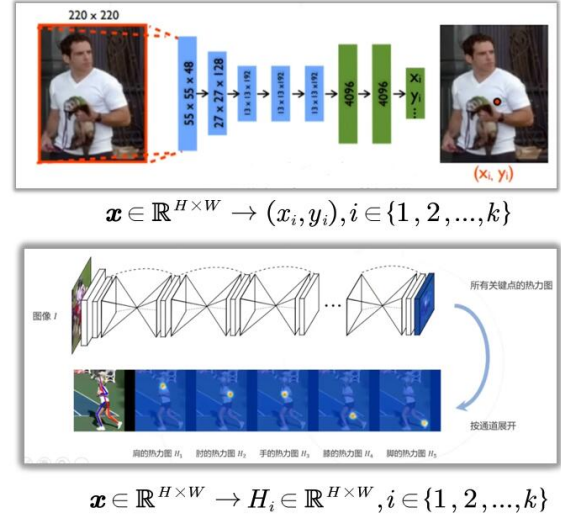 220 x 220
55 x 55 x 48
27 x 27 x 128
13 x 13 x 192
13 x 13 x192
13 x 13 x192
4096
4096
xᵢ
yᵢ
⋮
(xᵢ, yᵢ)
𝒙 ∈ ℝ^{H×W} → (xᵢ, yᵢ), i ∈ {1, 2, ..., k}
图像 I
...
所有关键点的热力图
按通道展开
肩的热力图 H₁
肘的热力图 H₂
手的热力图 H₃
膝的热力图 H₄
脚的热力图 H₅
𝒙 ∈ ℝ^{H×W} → Hᵢ ∈ ℝ^{H×W}, i ∈ {1, 2, ..., k}